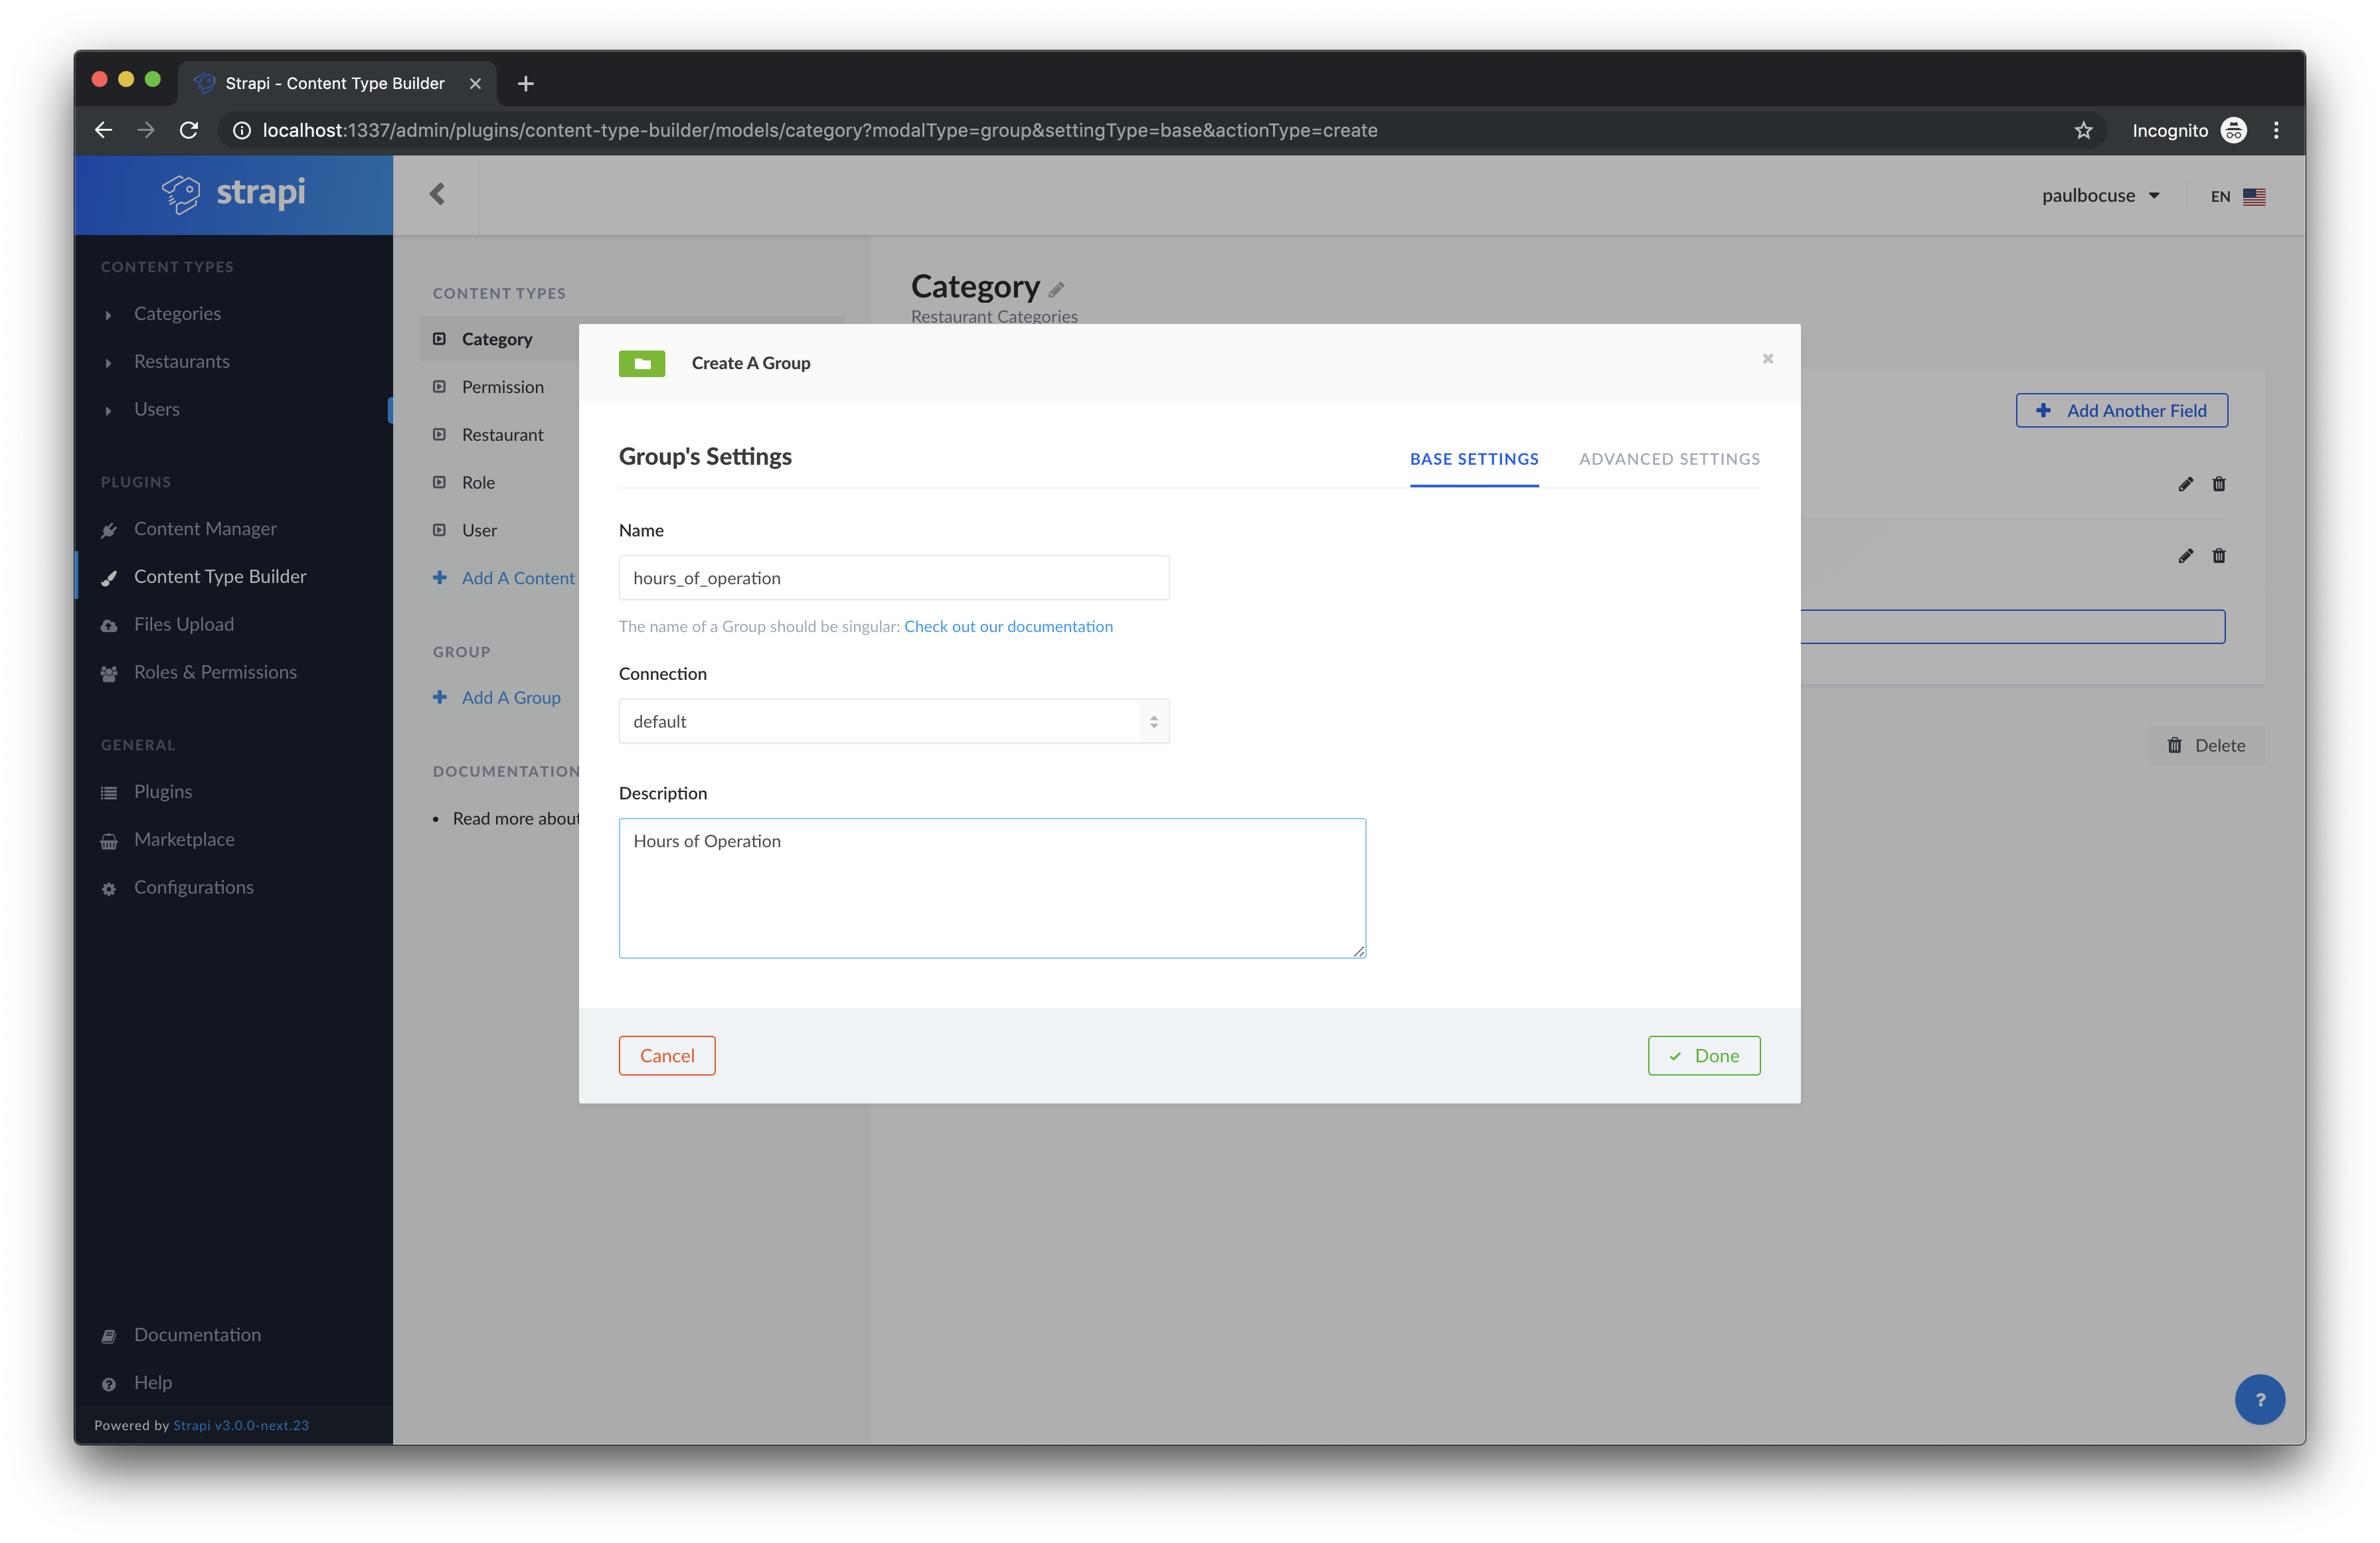 Strapi - Content Type Builder
localhost:1337/admin/plugins/content-type-builder/models/category?modalType=group&settingType=base&actionType=create
Incognito
strapi
paulbocuse
EN
CONTENT TYPES
Categories
Restaurants
Users
PLUGINS
Content Manager
Content Type Builder
Files Upload
Roles & Permissions
GENERAL
Plugins
Marketplace
Configurations
Documentation
Help
Powered by Strapi v3.0.0-next.23
CONTENT TYPES
Category
Permission
Restaurant
Role
User
Add A Content
GROUP
Add A Group
DOCUMENTATION
Read more about
Category
Restaurant Categories
Add Another Field
Delete
Create A Group
Group's Settings
BASE SETTINGS
ADVANCED SETTINGS
Name
hours_of_operation
The name of a Group should be singular: Check out our documentation
Connection
default
Description
Hours of Operation
Cancel
Done
?